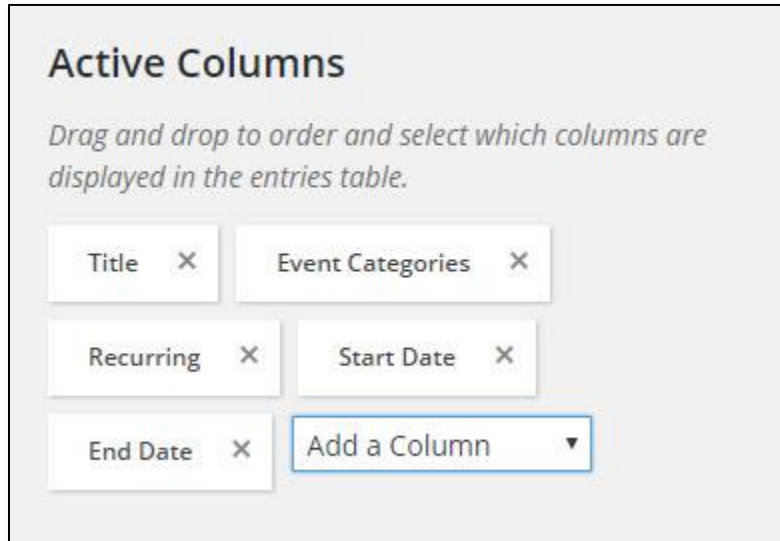 Active Columns
Drag and drop to order and select which columns are
displayed in the entries table.
Title ✕ Event Categories ✕
Recurring ✕ Start Date ✕
End Date ✕ Add a Column ▼